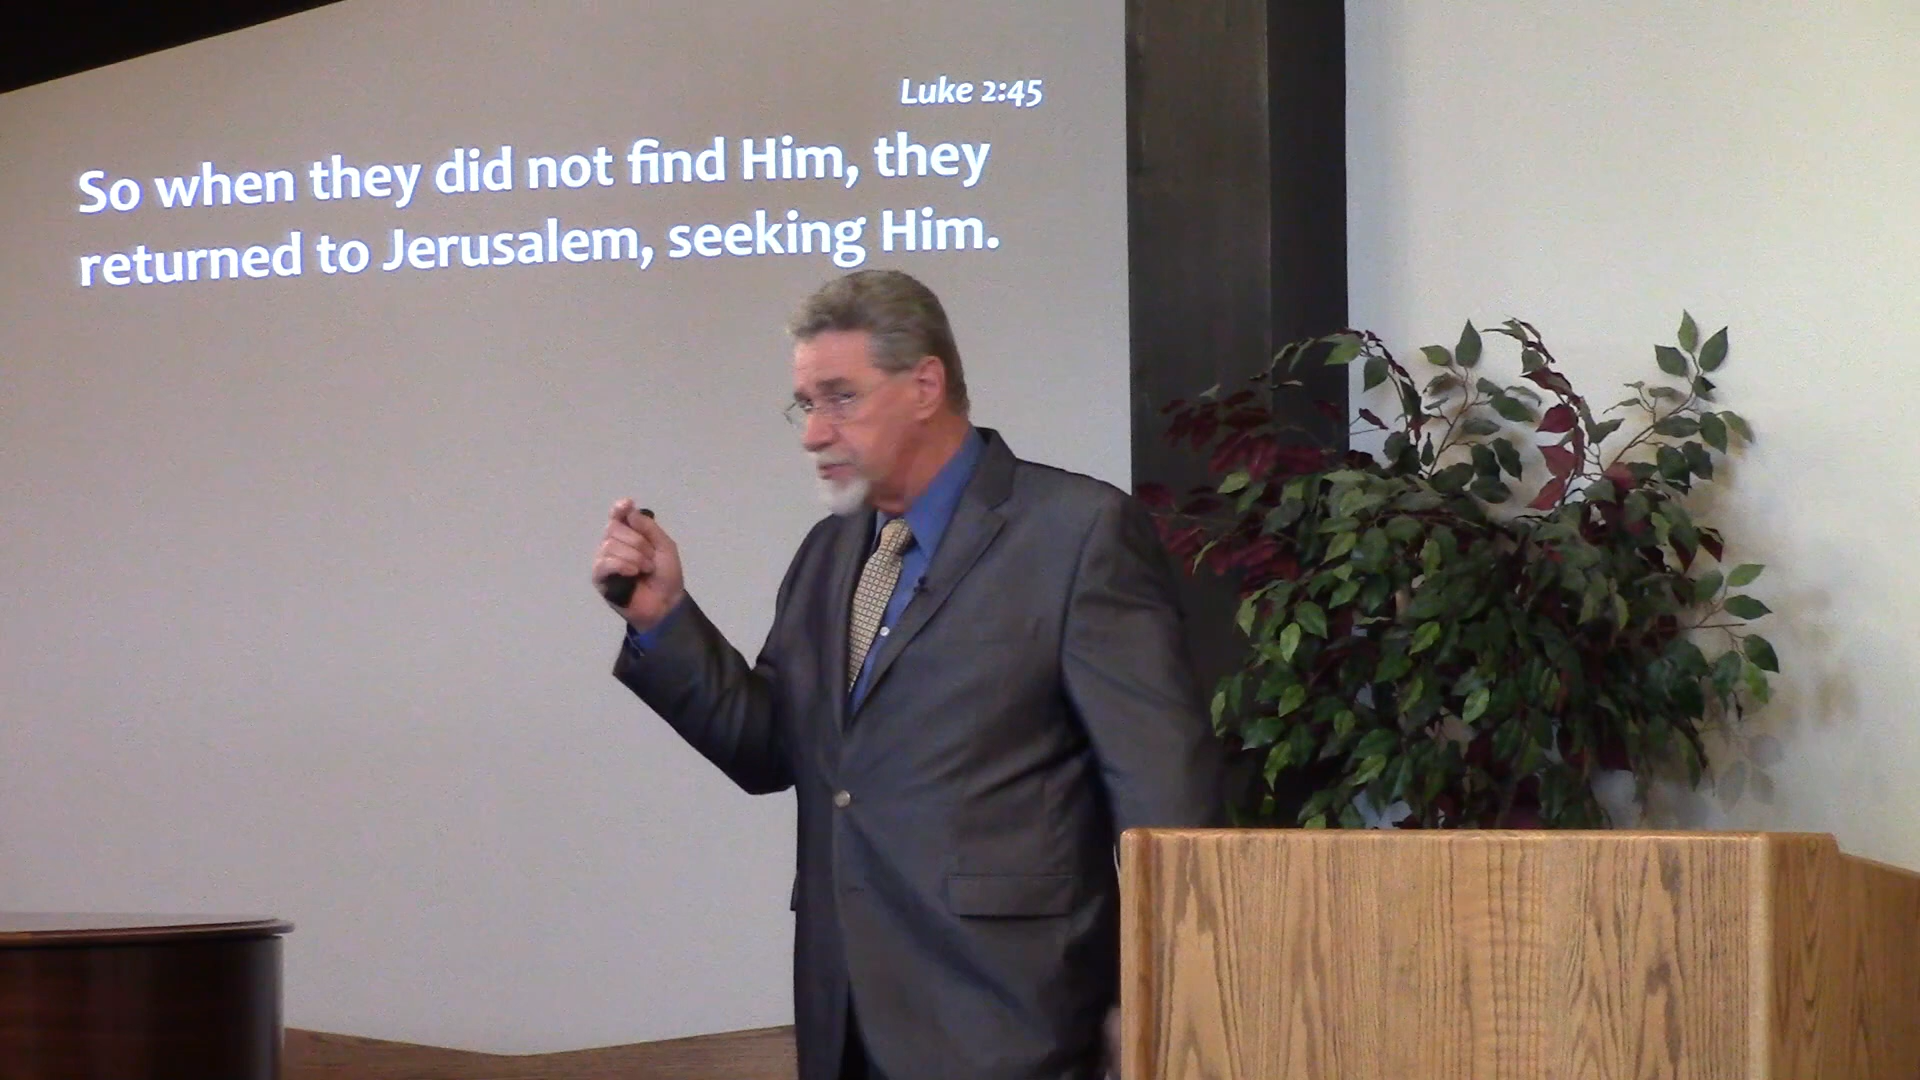 Luke 2:45
So when they did not find Him, they
returned to Jerusalem, seeking Him.